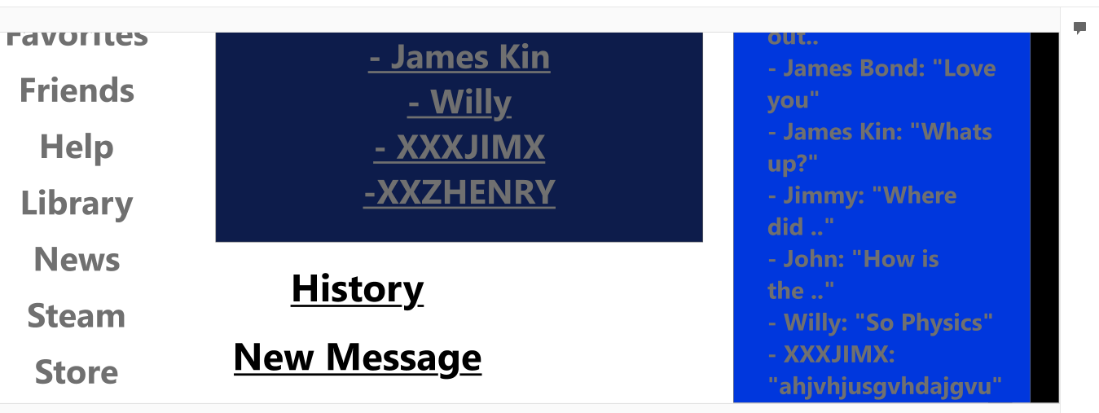 Favorites
Friends
Help
Library
News
Steam
Store
- James Kin
- Willy
- XXXJIMX
-XXZHENRY
History
New Message
out..
- James Bond: "Love
you"
- James Kin: "Whats
up?"
- Jimmy: "Where
did .."
- John: "How is
the .."
- Willy: "So Physics"
- XXXJIMX:
"ahjvhjusgvhdajgvu"